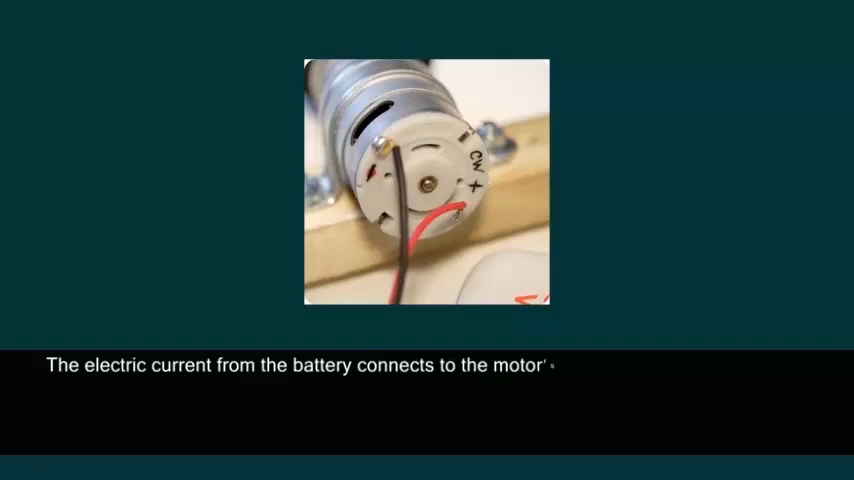 CW
+
The electric current from the battery connects to the motor's